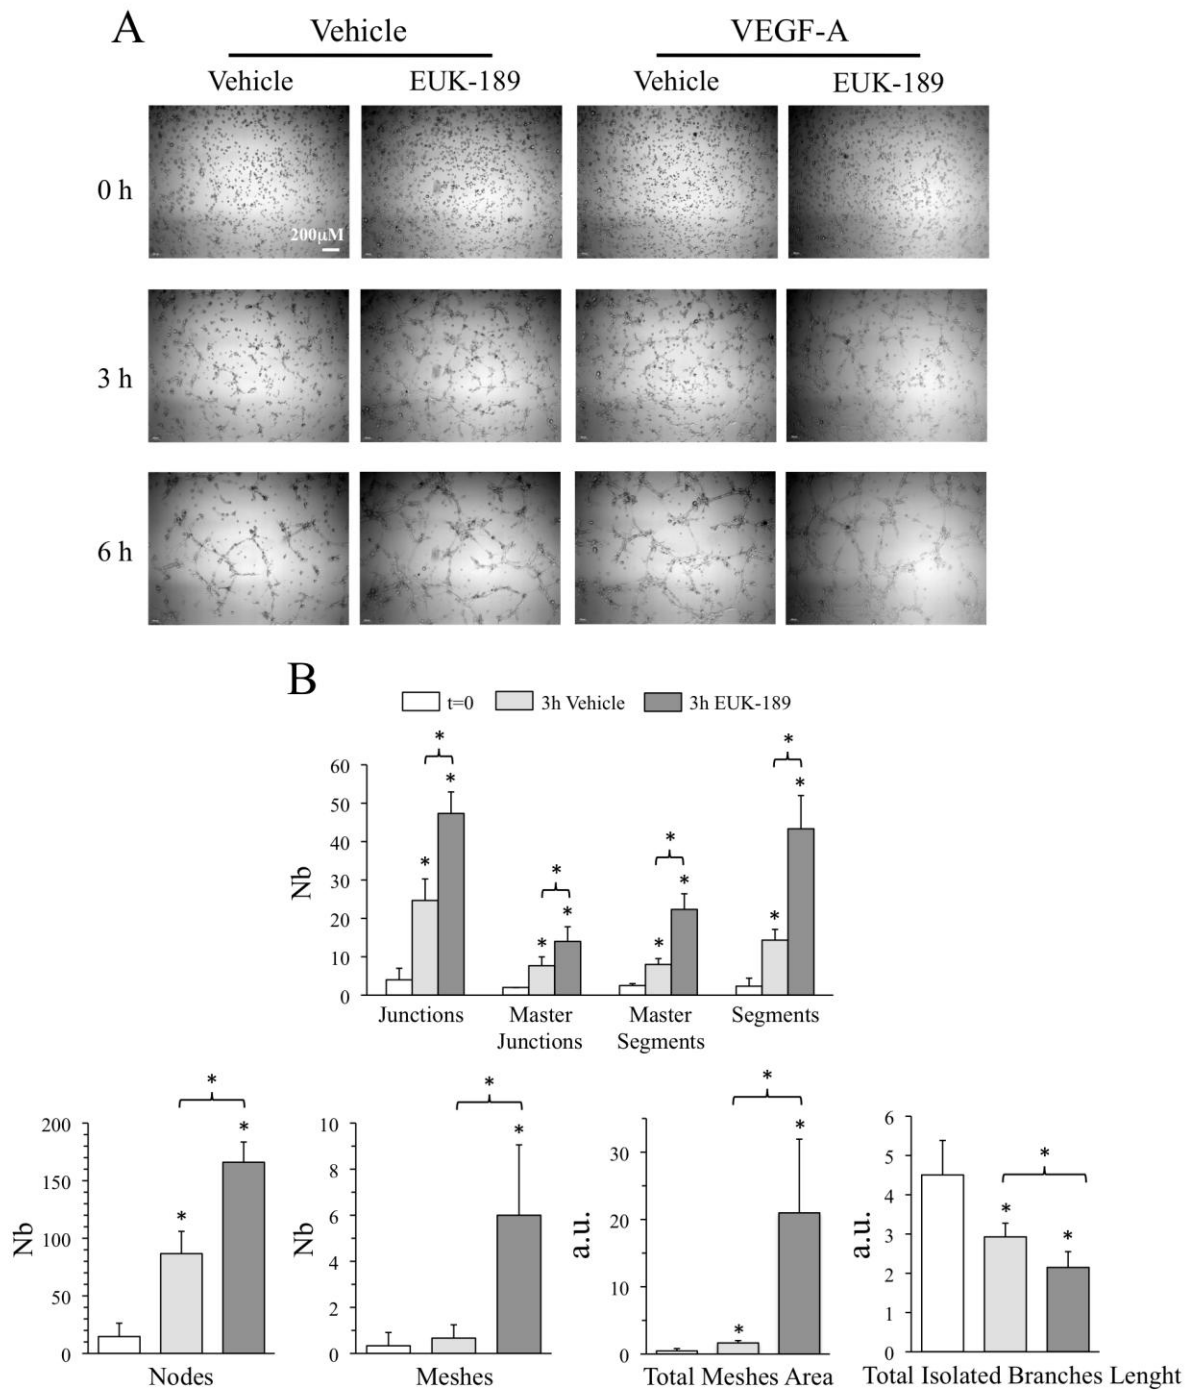 A
Vehicle VEGF-A
Vehicle EUK-189 Vehicle EUK-189
0 h
200μM
3 h
6 h
B
t=0 3h Vehicle 3h EUK-189
* * * *
* * * * * * * *
60
50
40
30
20
10
0
Nb
Junctions Master Junctions Master Segments Segments
* * *
200
150
100
50
0
Nb
Nodes
* *
10
8
6
4
2
0
Nb
Meshes
* * *
30
20
10
0
a.u.
Total Meshes Area
* * *
6
5
4
3
2
1
0
a.u.
Total Isolated Branches Lenght